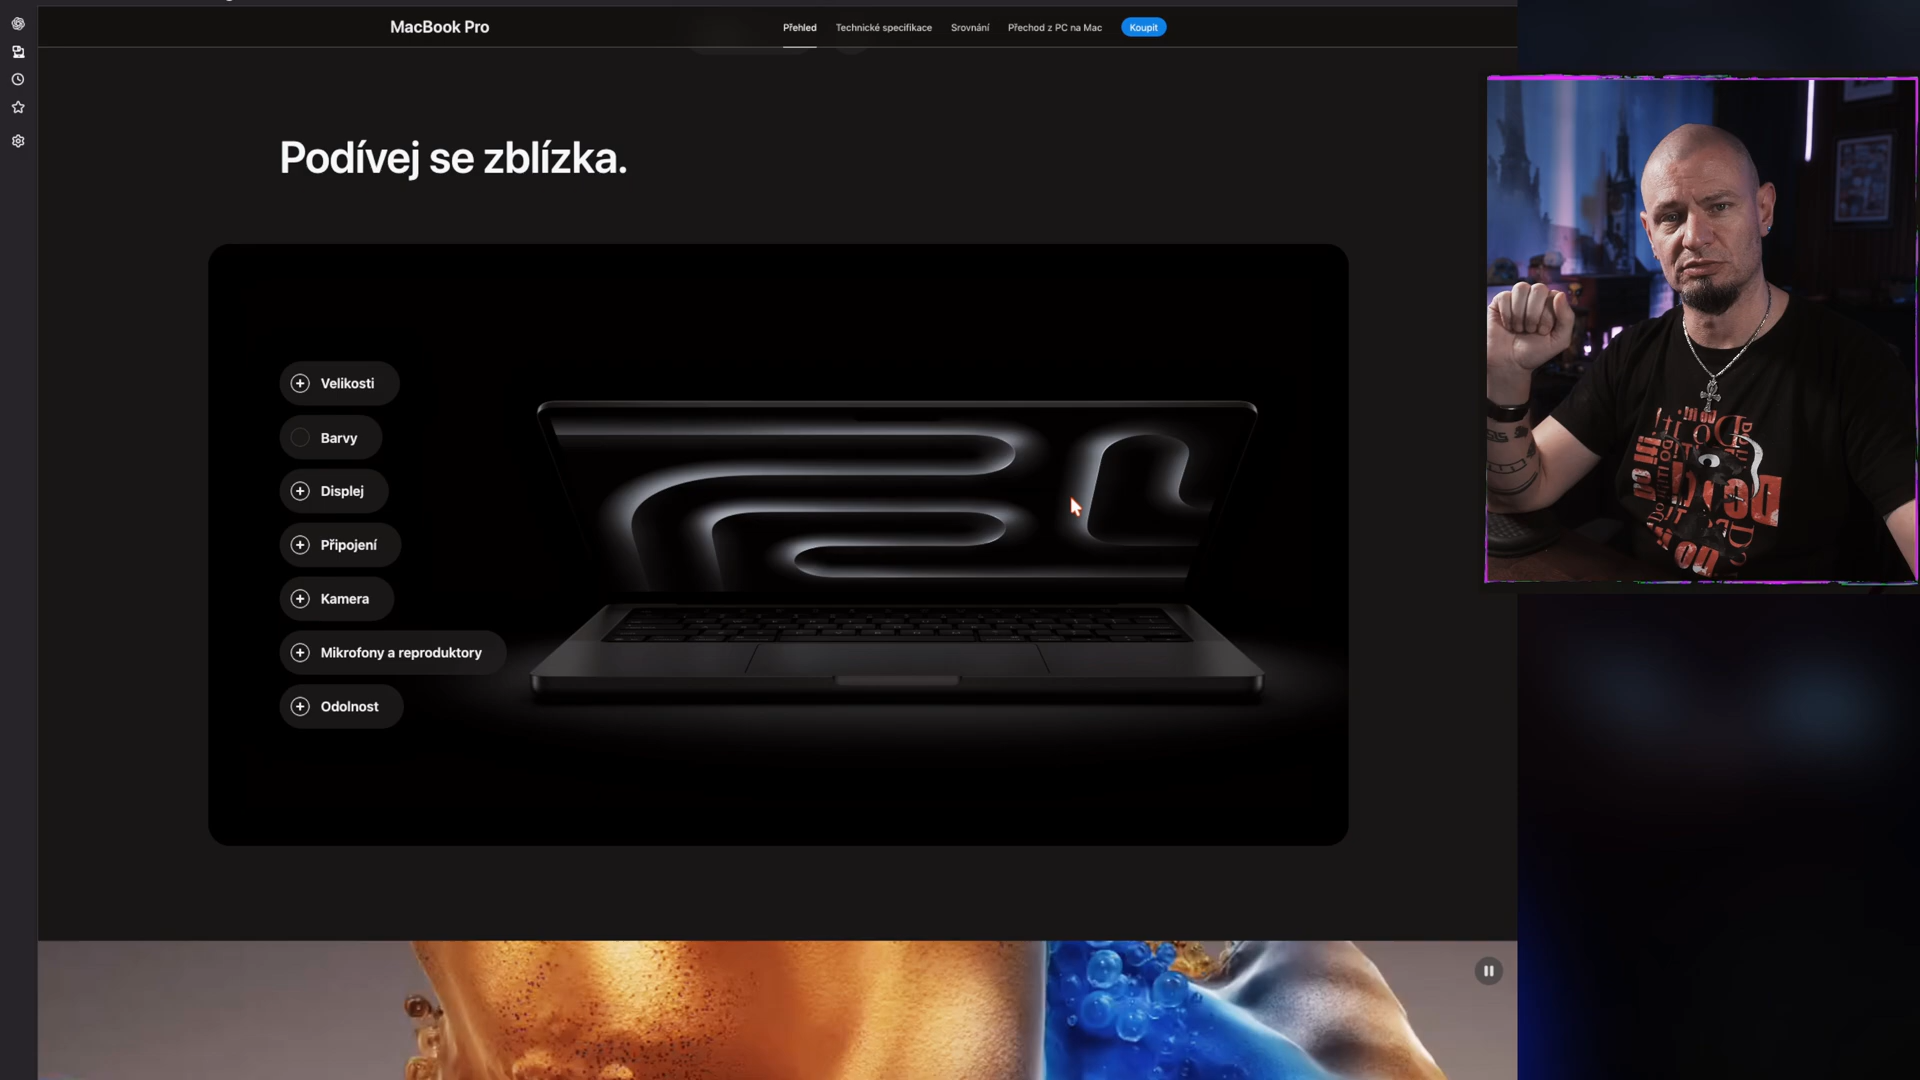 MacBook Pro
Přehled
Technické specifikace
Srovnání
Přechod z PC na Mac
Koupit
Podívej se zblízka.
Velikosti
Barvy
Displej
Připojení
Kamera
Mikrofony a reproduktory
Odolnost